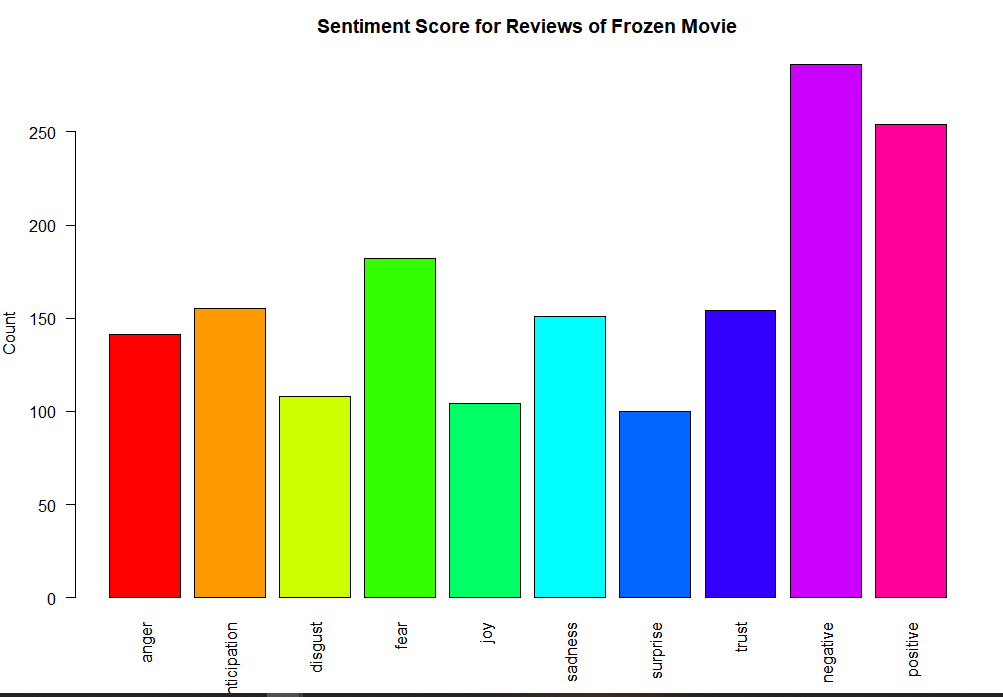 Sentiment Score for Reviews of Frozen Movie
Count
250
200
150
100
50
0
anger
nticipation
disgust
fear
joy
sadness
surprise
trust
negative
positive